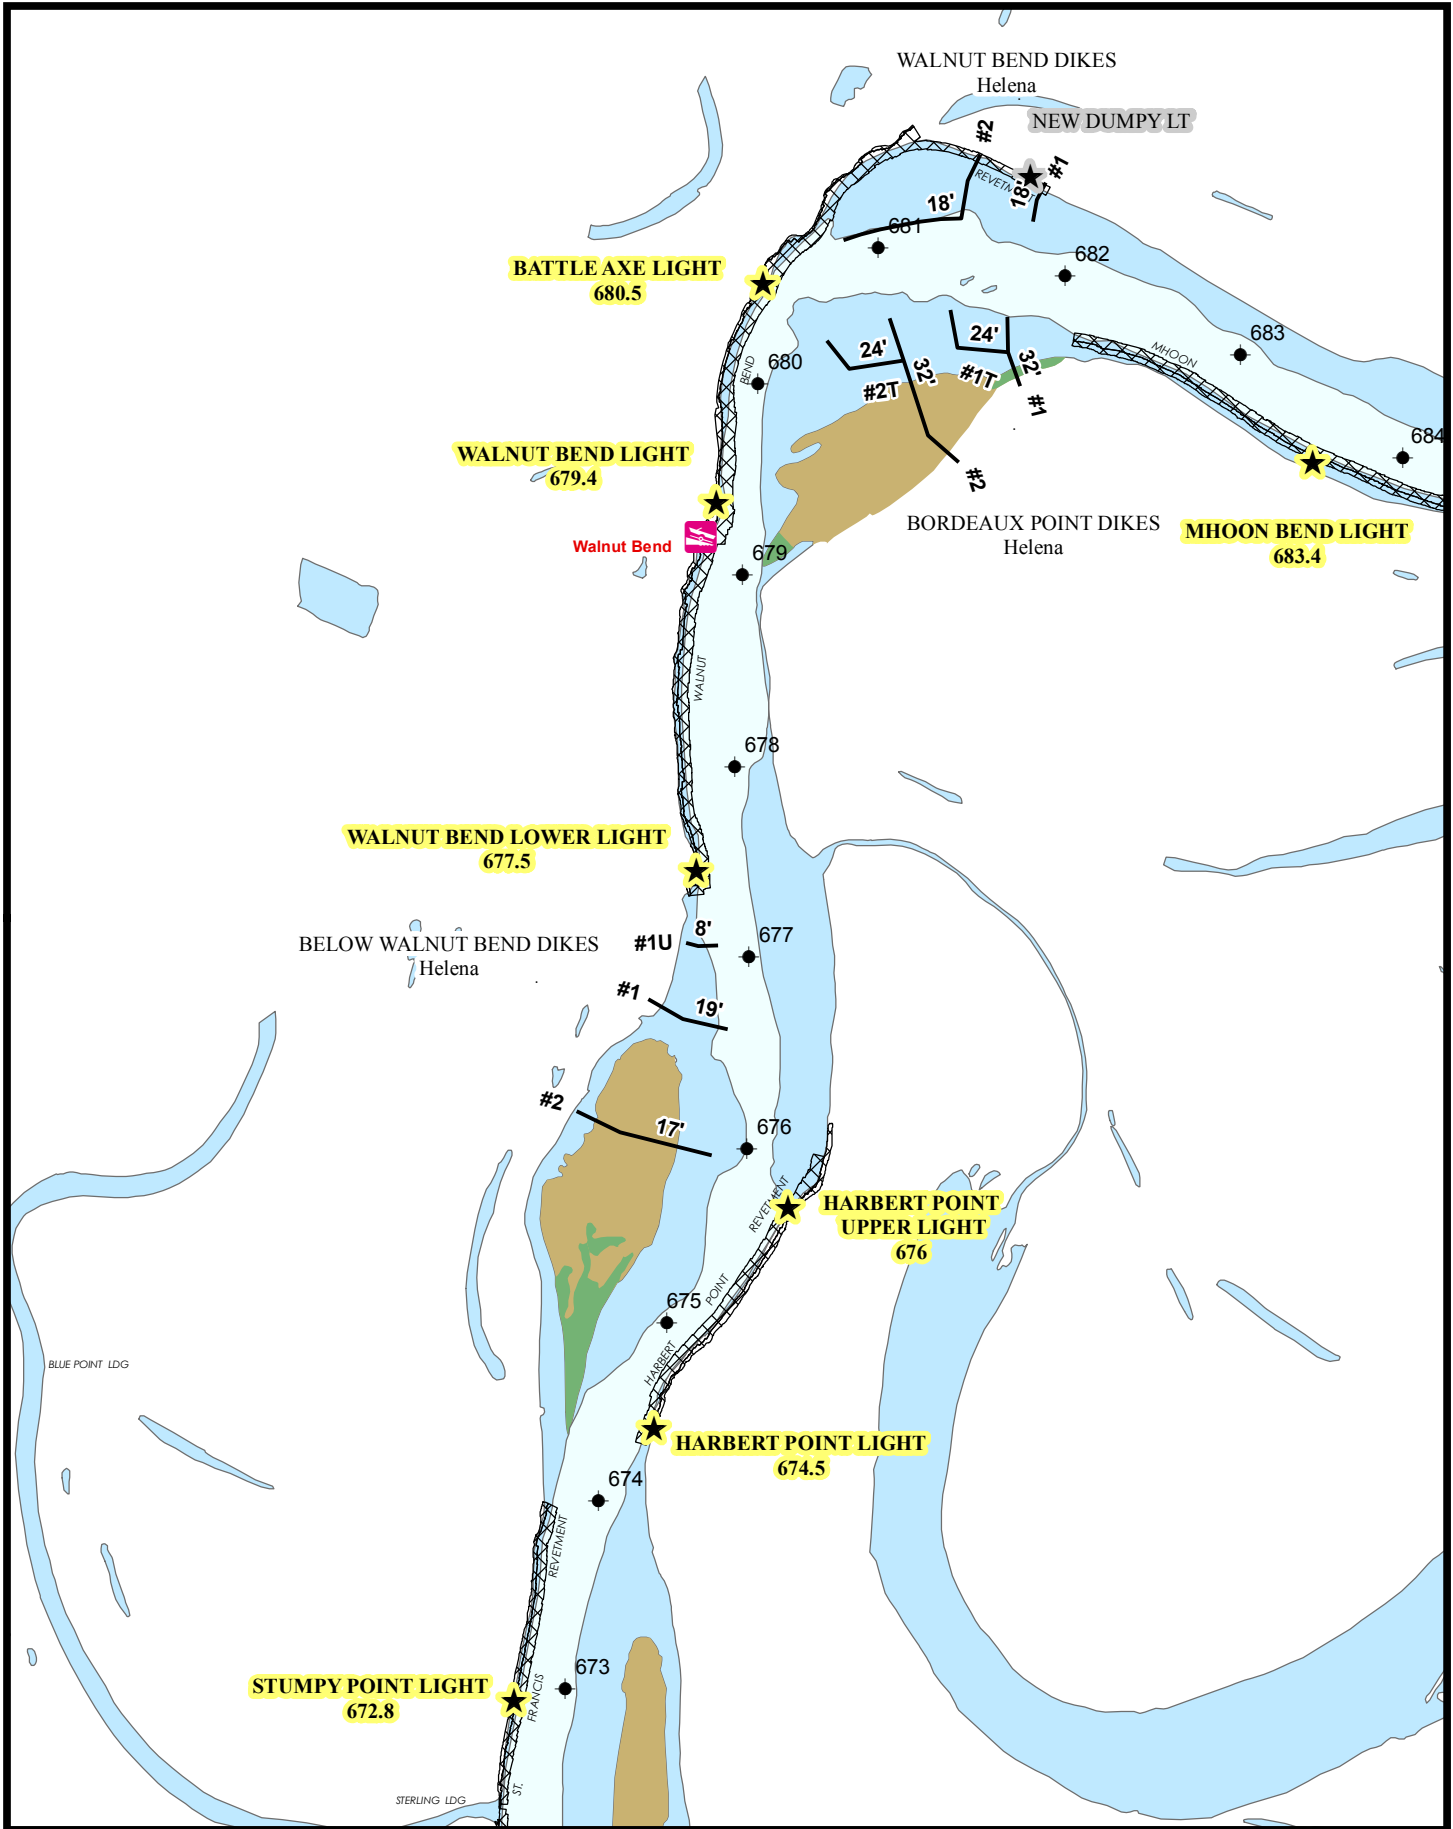 WALNUT BEND DIKES
Helena
NEW DUMPY LT
#2
#1
18'
REVETMENT
18'
681
682
BATTLE AXE LIGHT
680.5
683
24'
24'
MHOON
BEND
680
32'
32'
#2T
#1T
#1
684
WALNUT BEND LIGHT
679.4
#2
BORDEAUX POINT DIKES
Helena
MHOON BEND LIGHT
683.4
Walnut Bend
679
WALNUT
678
WALNUT BEND LOWER LIGHT
677.5
BELOW WALNUT BEND DIKES
Helena
#1U
8'
677
#1
19'
#2
17'
676
REVETMENT
HARBERT POINT
UPPER LIGHT
676
POINT
675
HARBERT
BLUE POINT LDG
HARBERT POINT LIGHT
674.5
674
REVETMENT
673
STUMPY POINT LIGHT
672.8
FRANCIS
ST.
STERLING LDG